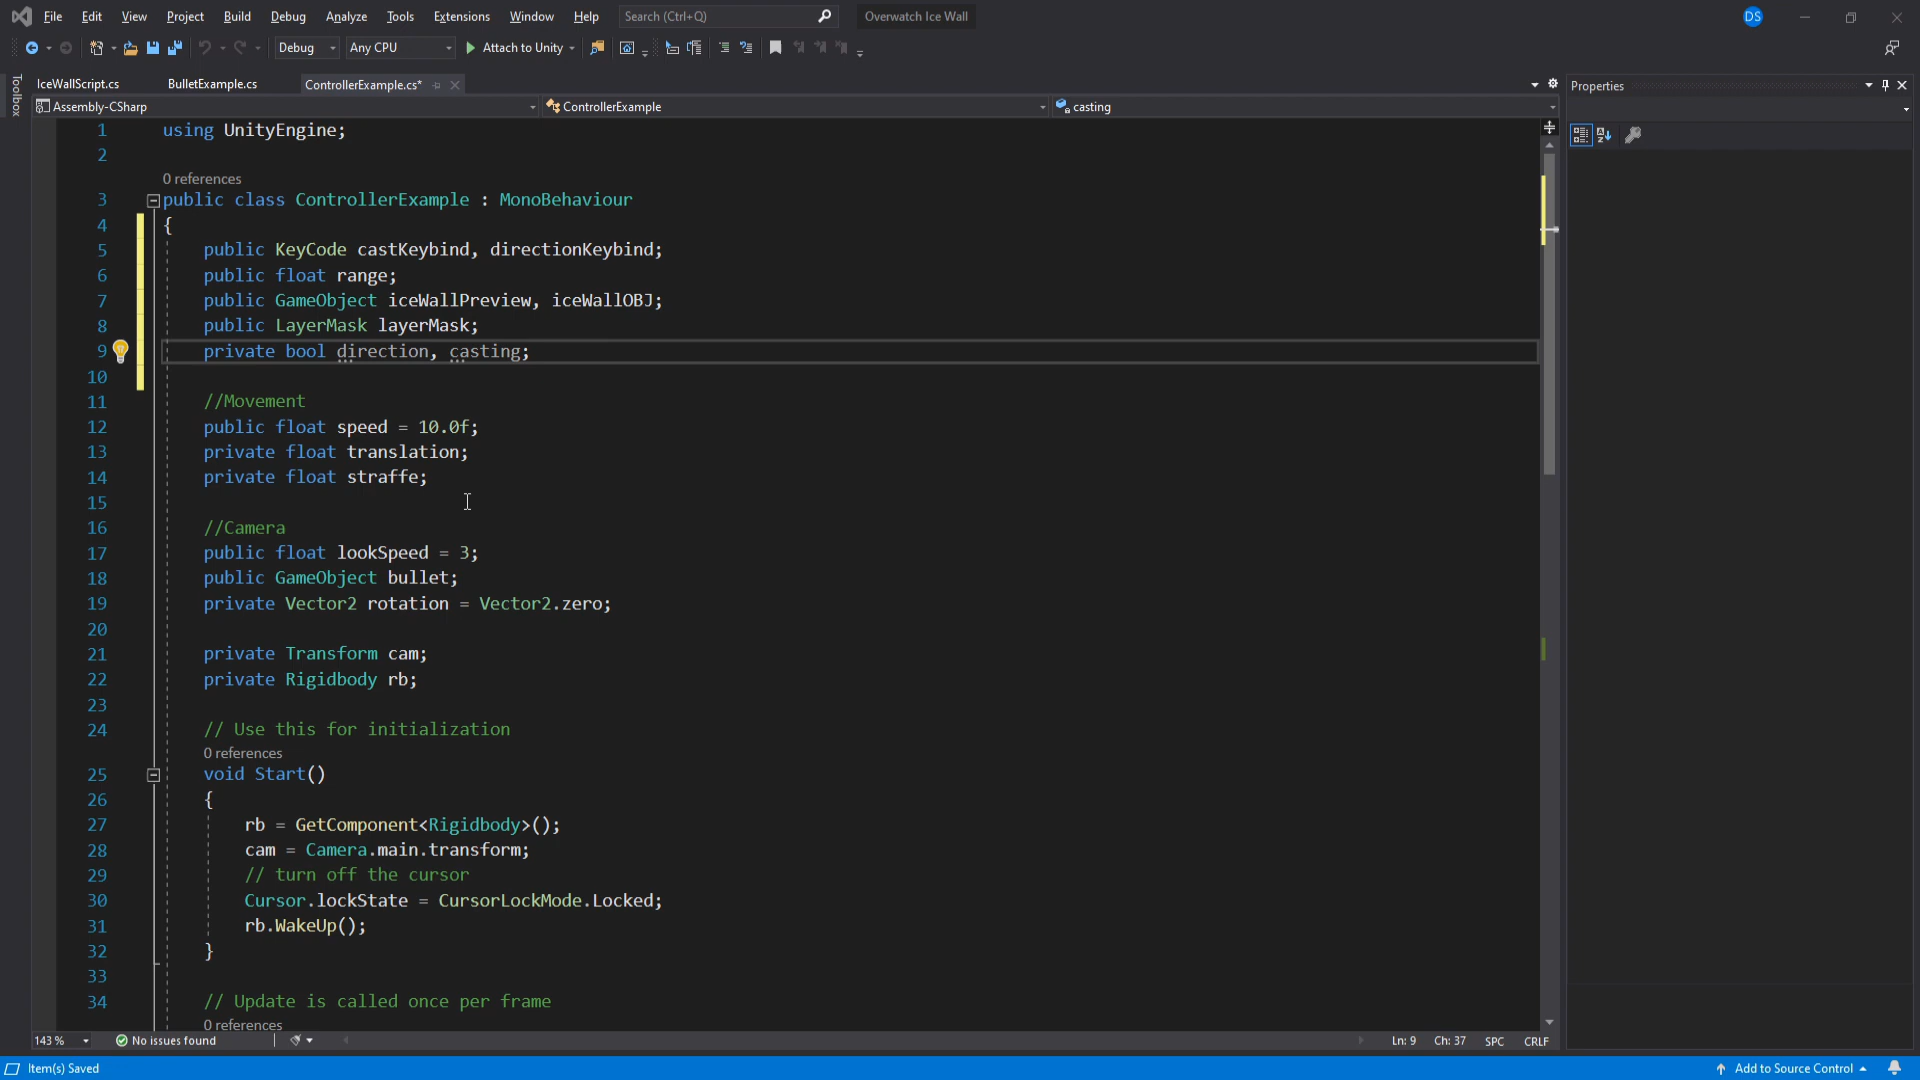 File Edit View Project Build Debug Analyze Tools Extensions Window Help Search (Ctrl+Q) Overwatch Ice Wall DS
Debug Any CPU Attach to Unity
Toolbox
IceWallScript.cs BulletExample.cs ControllerExample.cs*
Properties
Assembly-CSharp ControllerExample casting
1 using UnityEngine;
2
0 references
3 public class ControllerExample : MonoBehaviour
4 {
5 public KeyCode castKeybind, directionKeybind;
6 public float range;
7 public GameObject iceWallPreview, iceWallOBJ;
8 public LayerMask layerMask;
9 private bool direction, casting;
10
11 //Movement
12 public float speed = 10.0f;
13 private float translation;
14 private float straffe;
15
16 //Camera
17 public float lookSpeed = 3;
18 public GameObject bullet;
19 private Vector2 rotation = Vector2.zero;
20
21 private Transform cam;
22 private Rigidbody rb;
23
24 // Use this for initialization
0 references
25 void Start()
26 {
27 rb = GetComponent<Rigidbody>();
28 cam = Camera.main.transform;
29 // turn off the cursor
30 Cursor.lockState = CursorLockMode.Locked;
31 rb.WakeUp();
32 }
33
34 // Update is called once per frame
0 references
143 % No issues found Ln: 9 Ch: 37 SPC CRLF
Item(s) Saved Add to Source Control